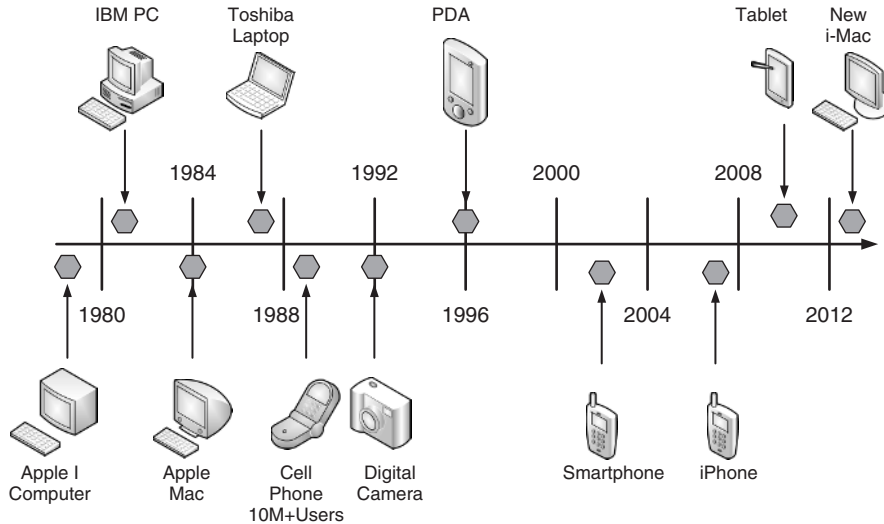 IBM PC
Toshiba
Laptop
PDA
Tablet
New
i-Mac
1984
1992
2000
2008
1980
1988
1996
2004
2012
Apple I
Computer
Apple
Mac
Cell
Phone
10M+Users
Digital
Camera
Smartphone
iPhone